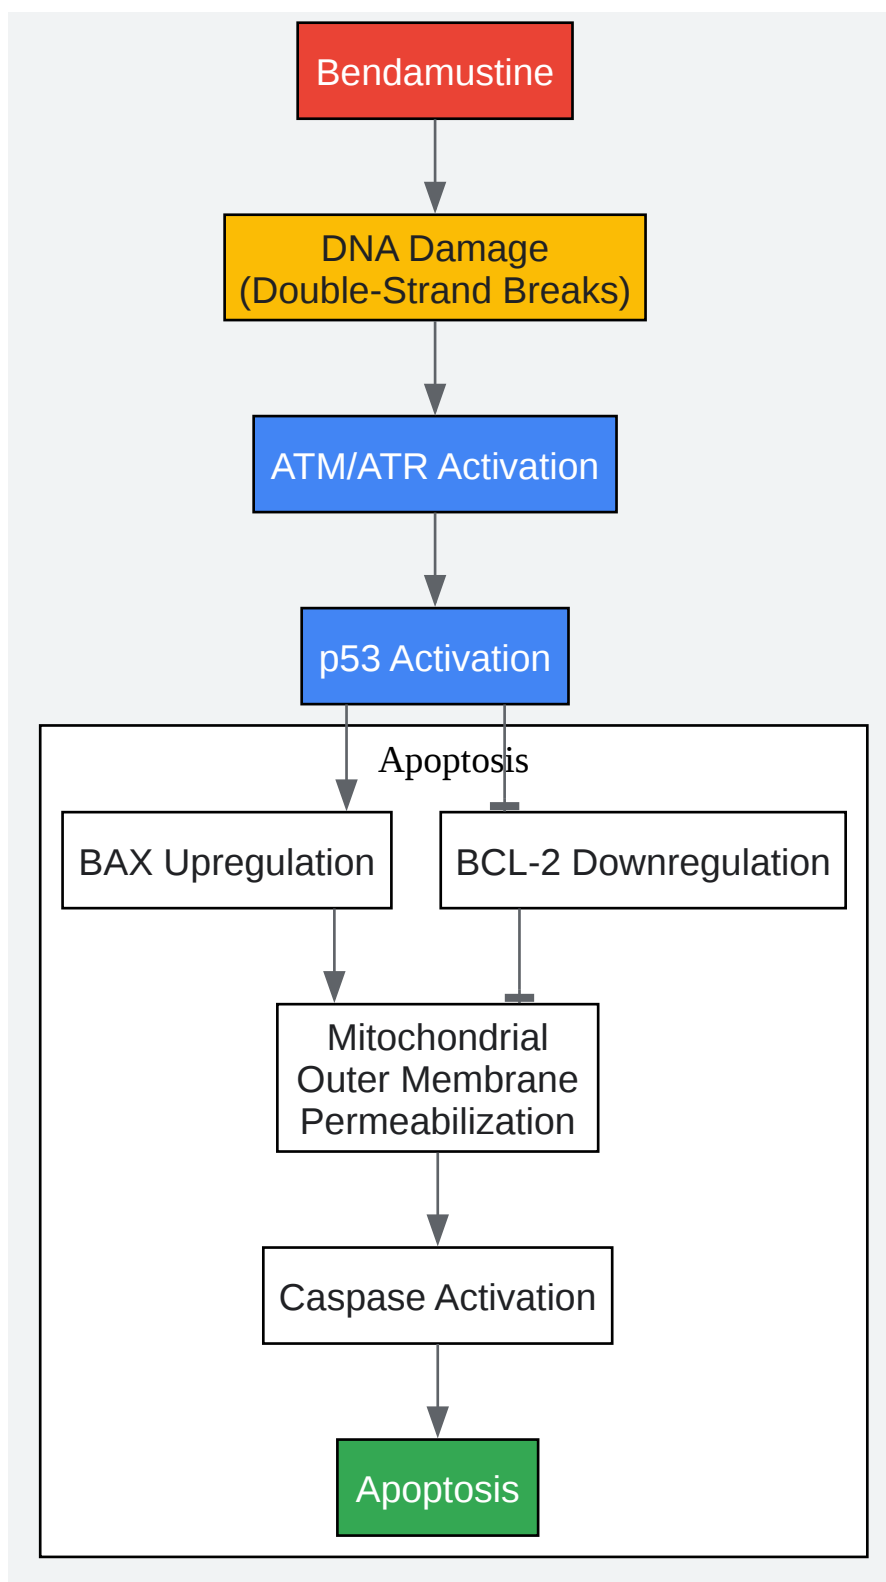 Bendamustine
DNA Damage
(Double-Strand Breaks)
ATM/ATR Activation
p53 Activation
Apoptosis
BAX Upregulation
BCL-2 Downregulation
Mitochondrial
Outer Membrane
Permeabilization
Caspase Activation
Apoptosis